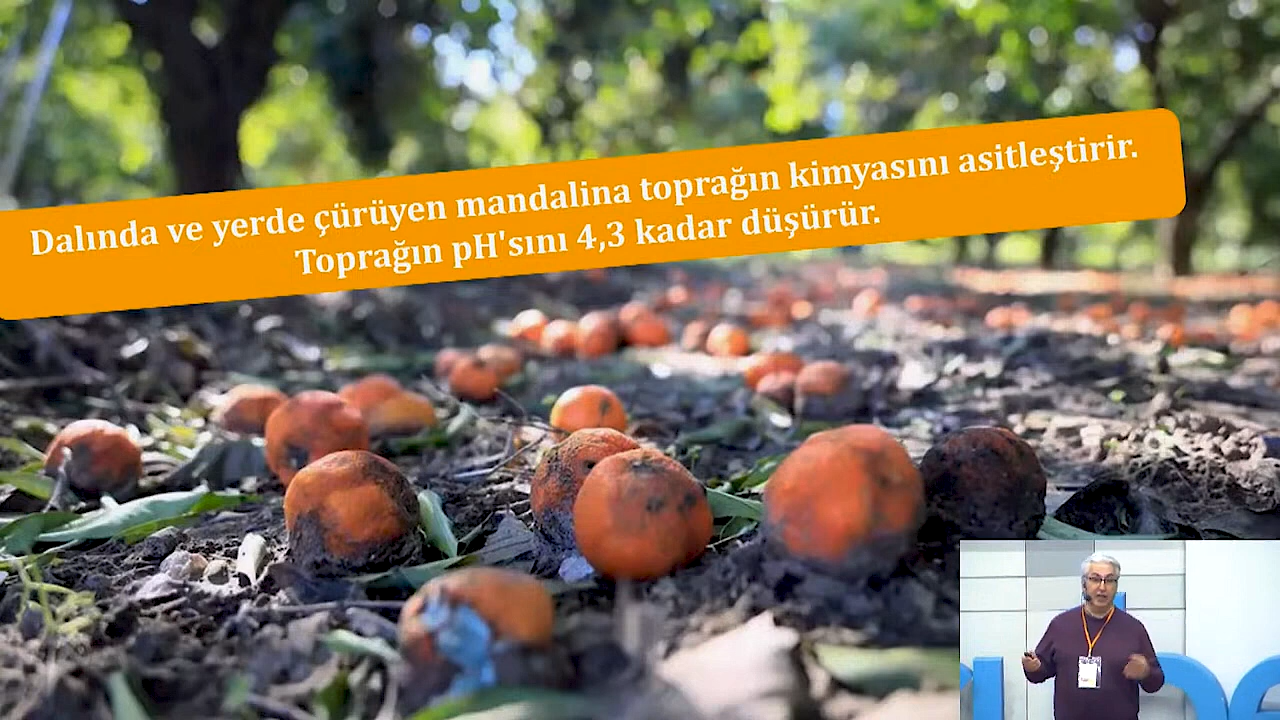 Dalında ve yerde çürüyen mandalina toprağın kimyasını asitleştirir.
Toprağın pH'sını 4,3 kadar düşürür.